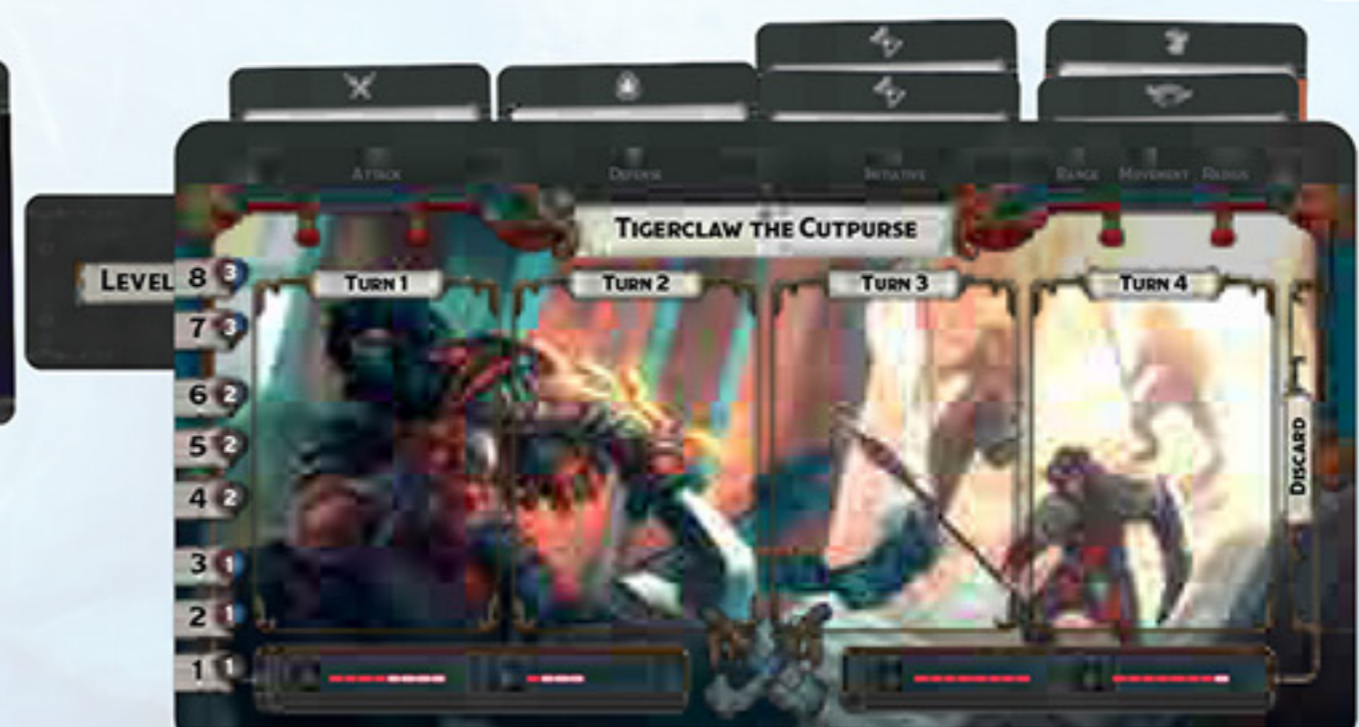 ATTACK
DEFENSE
INITIATIVE
RANGE MOVEMENT RADIUS
TIGERCLAW THE CUTPURSE
LEVEL
8 3
7 3
6 2
5 2
4 2
3 1
2 1
1 1
TURN 1
TURN 2
TURN 3
TURN 4
DISCARD